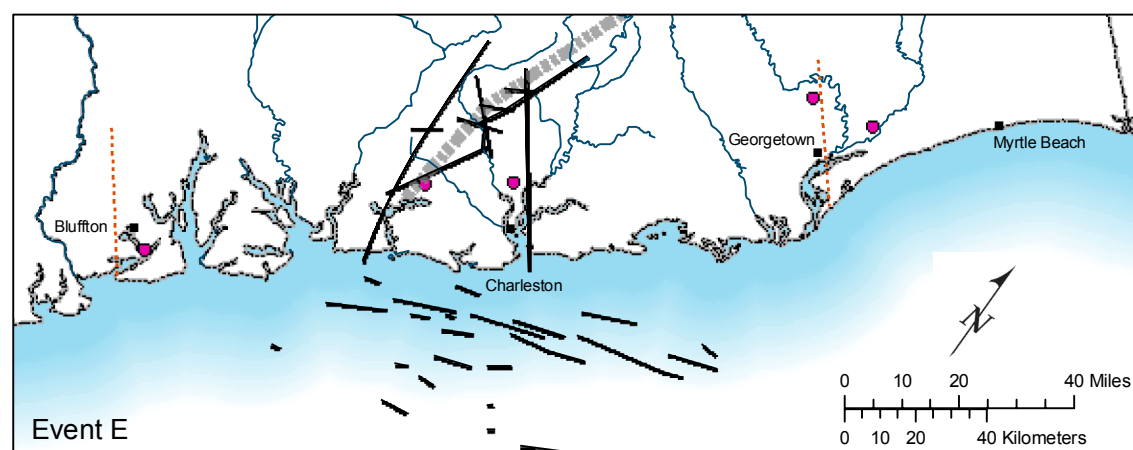 Georgetown
Myrtle Beach
Bluffton
Charleston
N
0 10 20 40 Miles
0 10 20 40 Kilometers
Event E